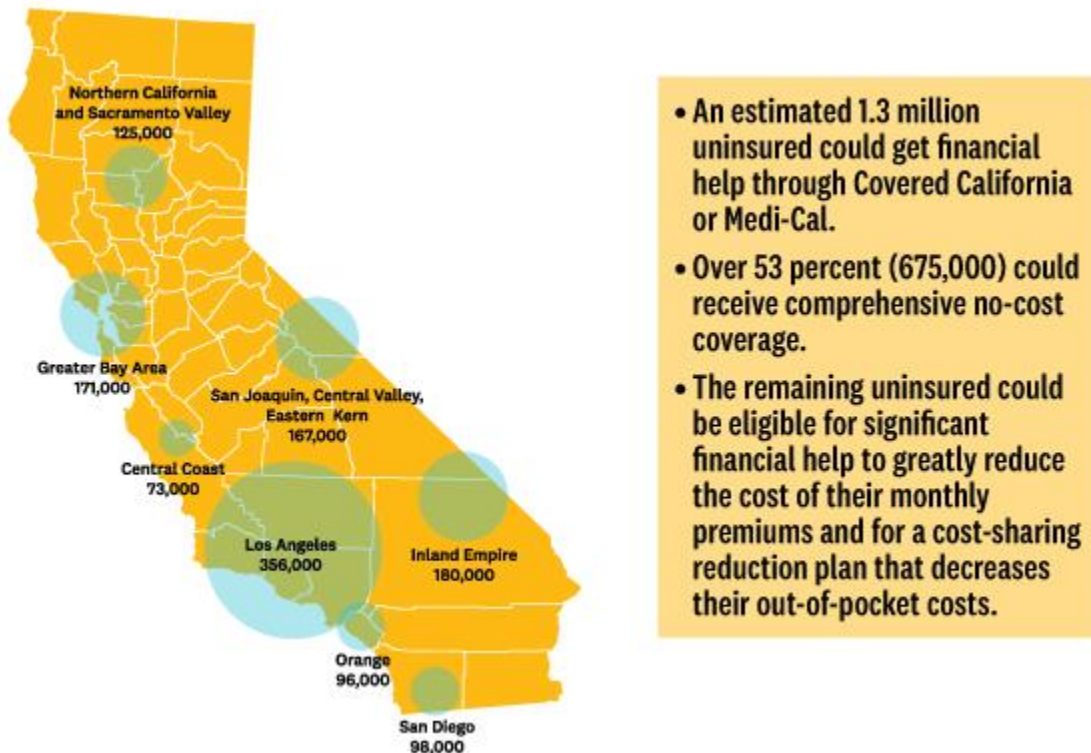 Northern California
and Sacramento Valley
125,000
Greater Bay Area
171,000
San Joaquin, Central Valley,
Eastern Kern
167,000
Central Coast
73,000
Los Angeles
356,000
Inland Empire
180,000
Orange
96,000
San Diego
98,000
• An estimated 1.3 million
uninsured could get financial
help through Covered California
or Medi-Cal.
• Over 53 percent (675,000) could
receive comprehensive no-cost
coverage.
• The remaining uninsured could
be eligible for significant
financial help to greatly reduce
the cost of their monthly
premiums and for a cost-sharing
reduction plan that decreases
their out-of-pocket costs.